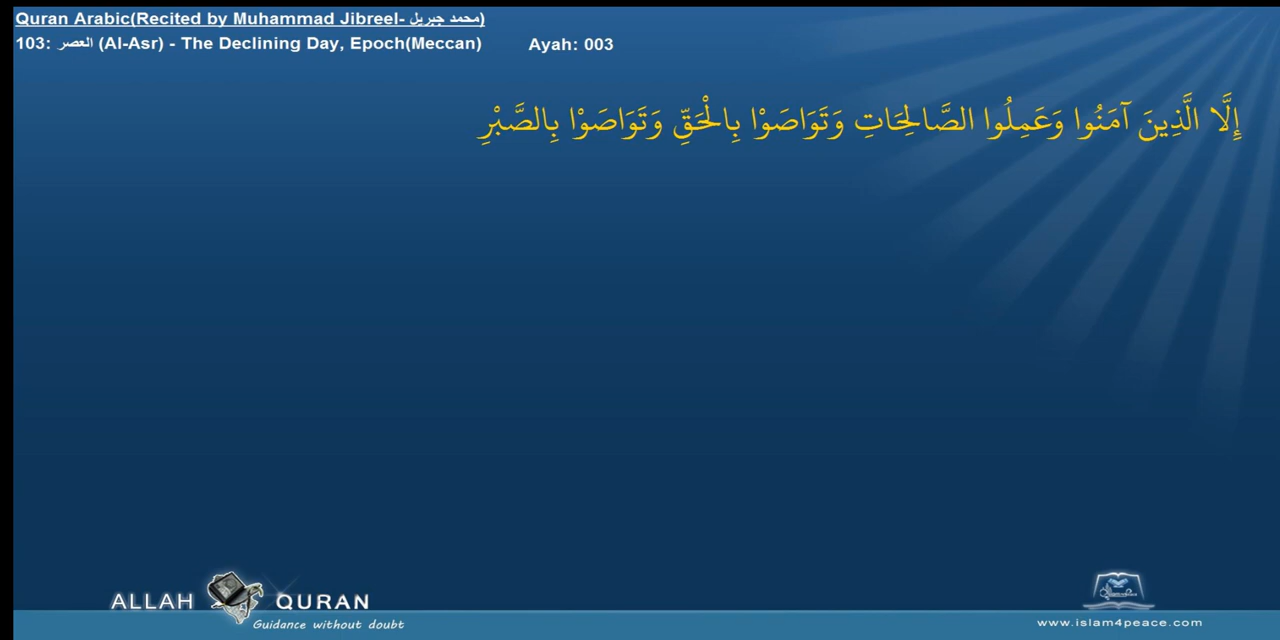 Quran Arabic(Recited by Muhammad Jibreel- محمد جبريل)
103: العصر (Al-Asr) - The Declining Day, Epoch(Meccan) Ayah: 003
إِلَّا الَّذِينَ آمَنُوا وَعَمِلُوا الصَّالِحَاتِ وَتَوَاصَوْا بِالْحَقِّ وَتَوَاصَوْا بِالصَّبْرِ
ALLAH QURAN
Guidance without doubt
www.islam4peace.com